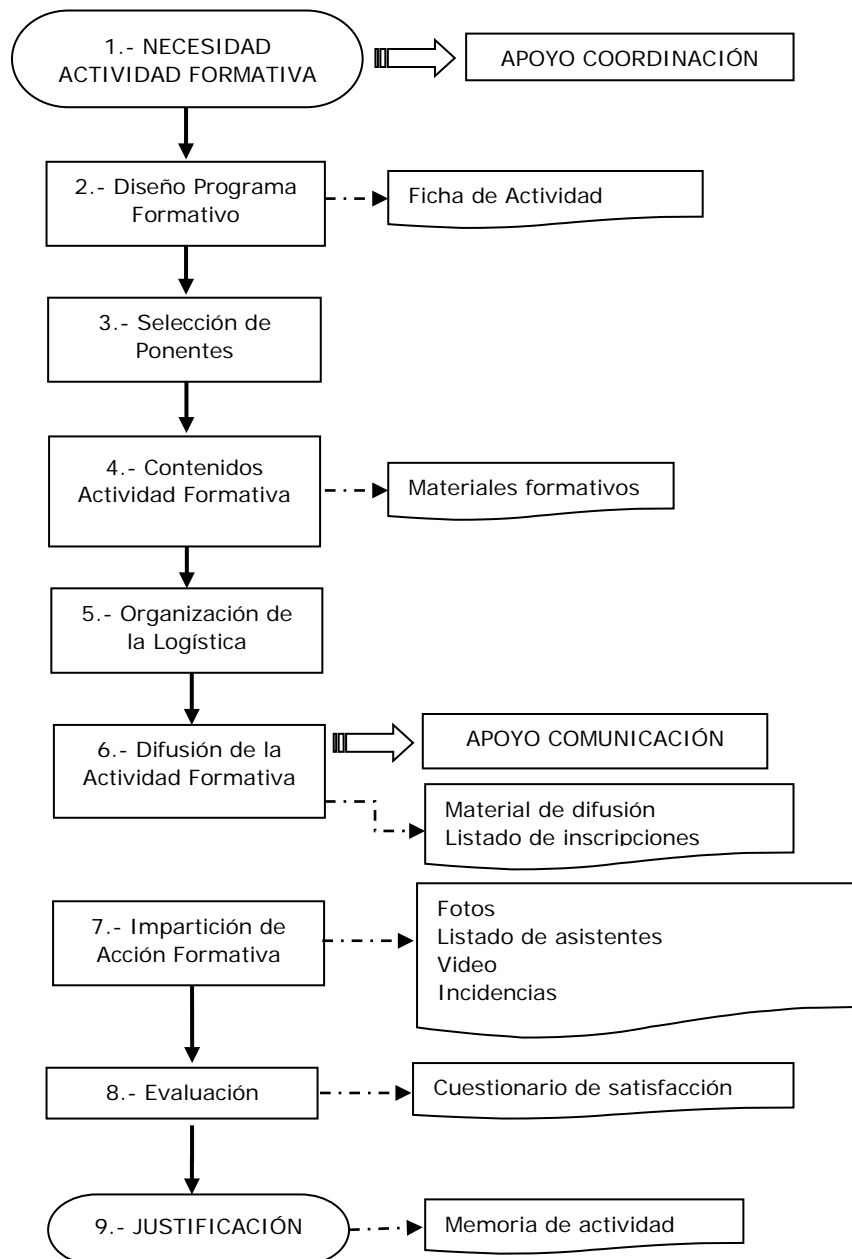 1.- NECESIDAD
ACTIVIDAD FORMATIVA
APOYO COORDINACIÓN
2.- Diseño Programa
Formativo
Ficha de Actividad
3.- Selección de
Ponentes
4.- Contenidos
Actividad Formativa
Materiales formativos
5.- Organización de
la Logística
6.- Difusión de la
Actividad Formativa
APOYO COMUNICACIÓN
Material de difusión
Listado de inscripciones
7.- Impartición de
Acción Formativa
Fotos
Listado de asistentes
Video
Incidencias
8.- Evaluación
Cuestionario de satisfacción
9.- JUSTIFICACIÓN
Memoria de actividad